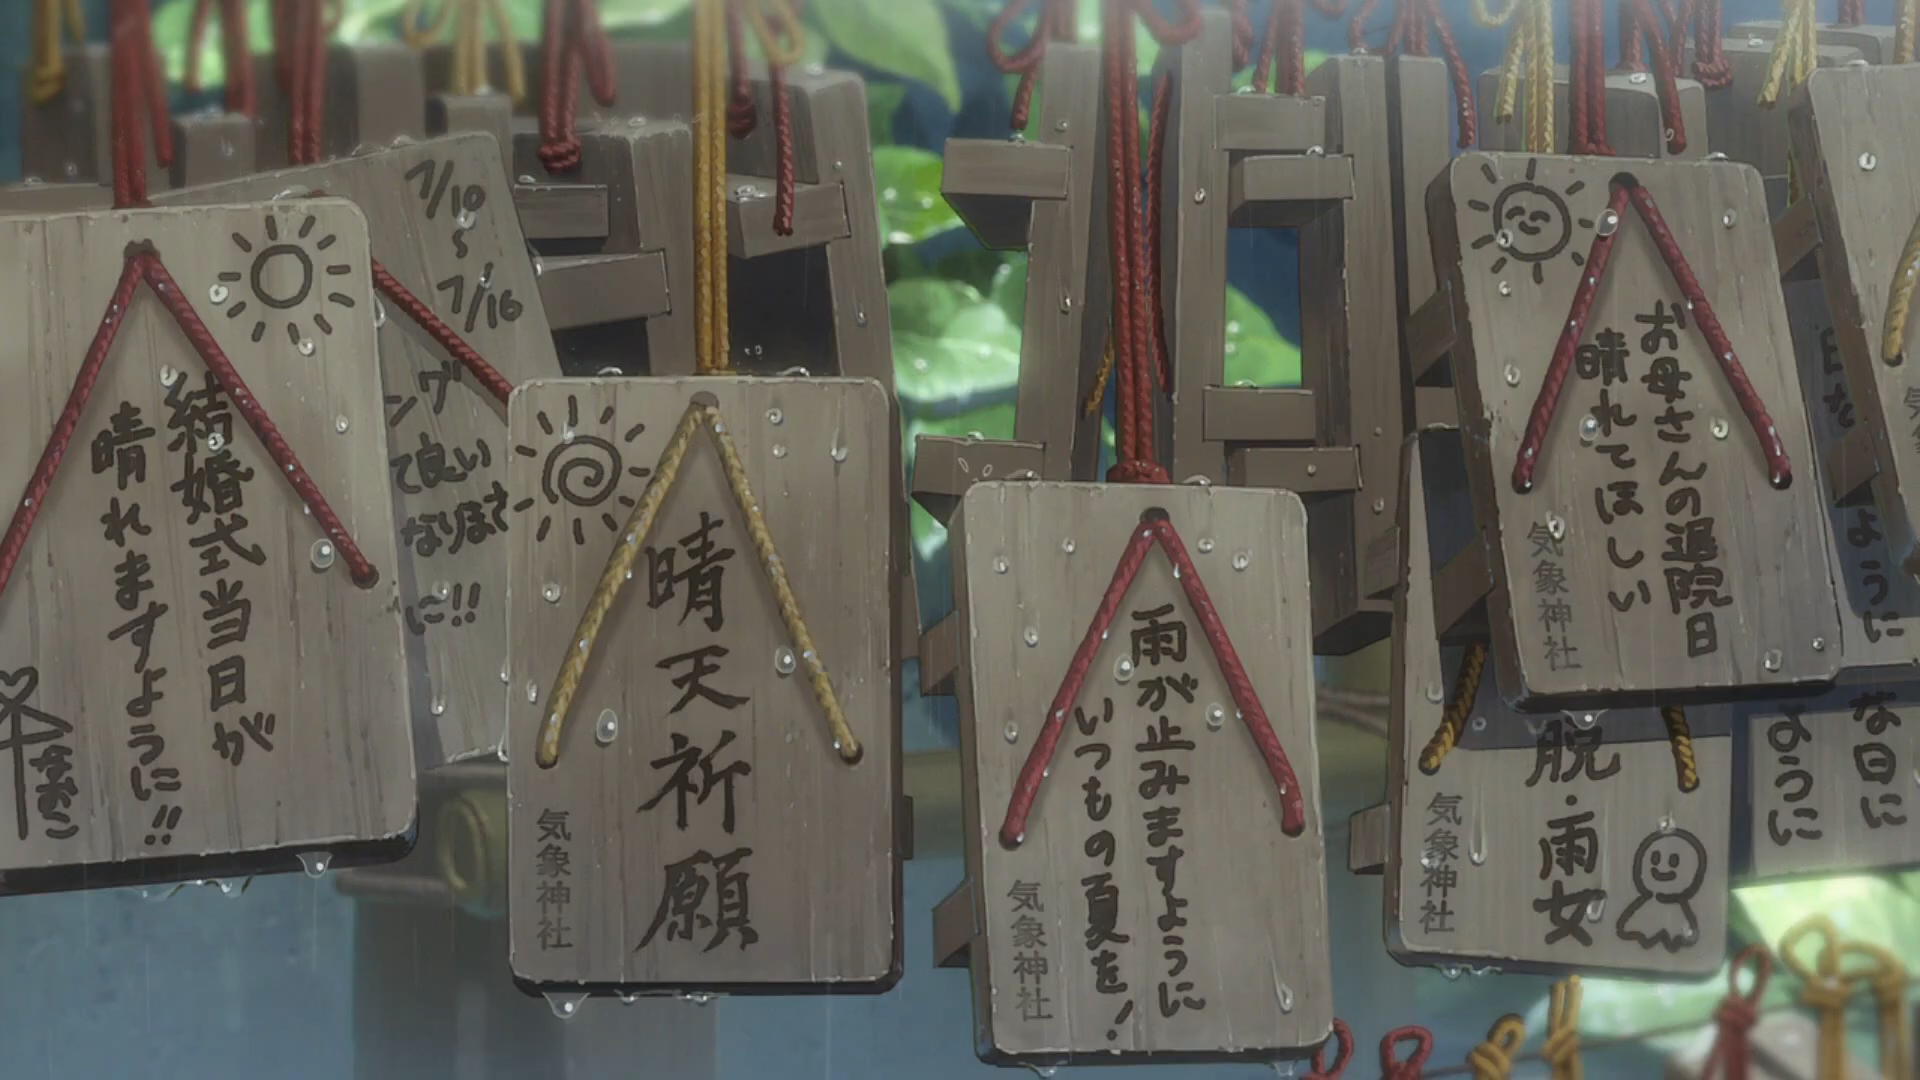 結婚式当日が
晴れますように!!
7/10
~
7/16
ング
て良い
なりまさ
に!!
晴天祈願
気象神社
雨が止みますように
いつもの夏を!
気象神社
お母さんの退院日
晴れてほしい
気象神社
脱・雨女
気象神社
ように
な日に
ように